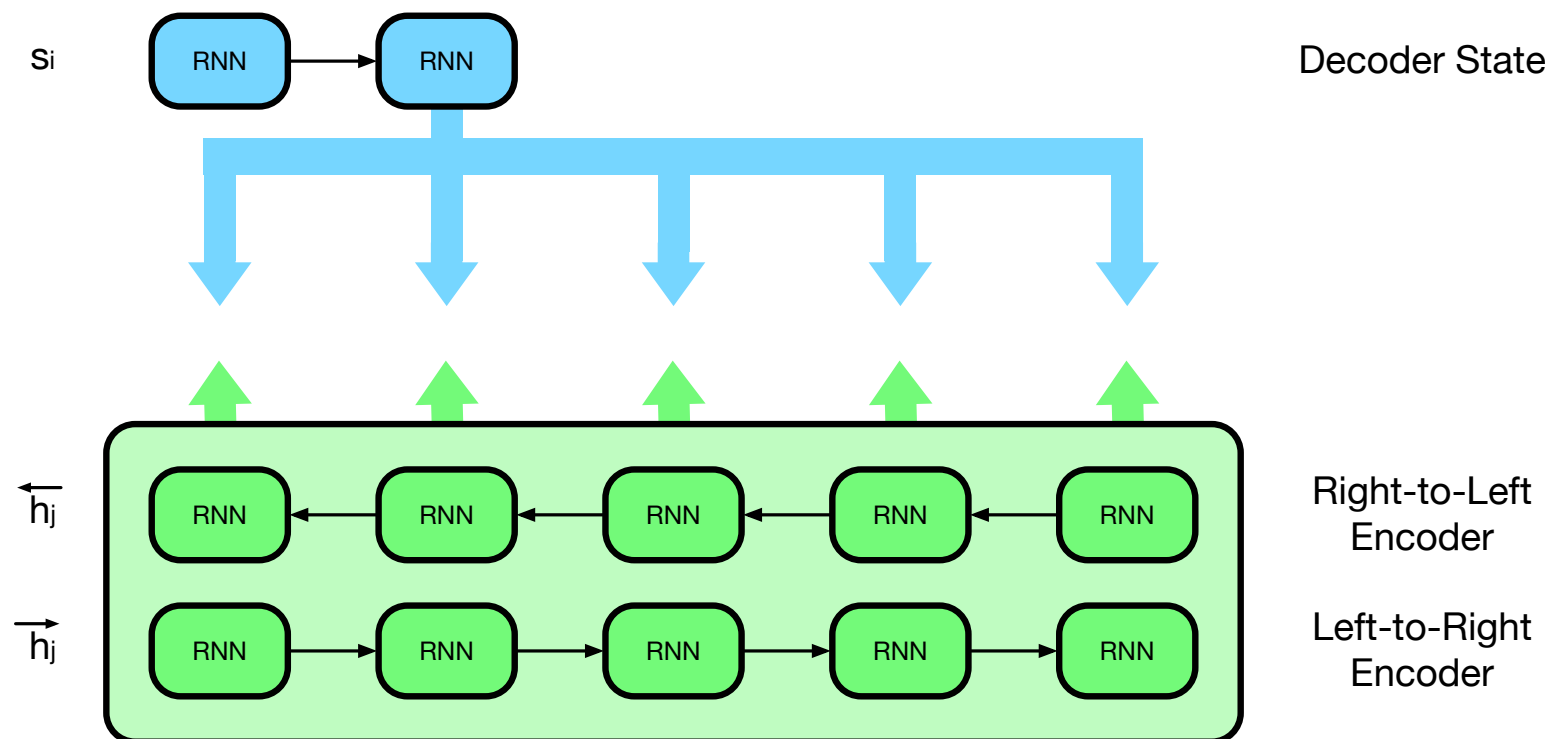 si RNN RNN Decoder State
←hj RNN RNN RNN RNN RNN Right-to-Left
Encoder
→hj RNN RNN RNN RNN RNN Left-to-Right
Encoder